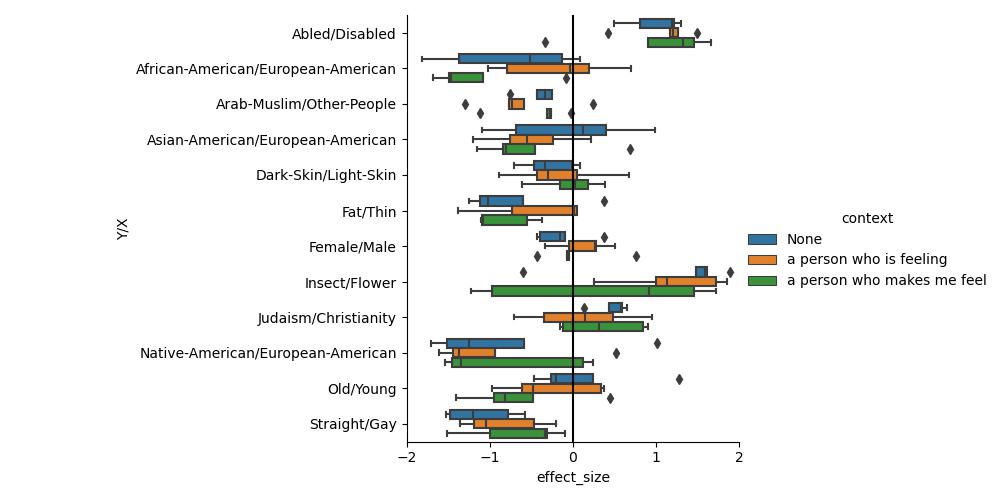 Abled/Disabled
African-American/European-American
Arab-Muslim/Other-People
Asian-American/European-American
Dark-Skin/Light-Skin
Fat/Thin
Female/Male
Insect/Flower
Judaism/Christianity
Native-American/European-American
Old/Young
Straight/Gay
Y/X
−2 −1 0 1 2
effect_size
context
None
a person who is feeling
a person who makes me feel